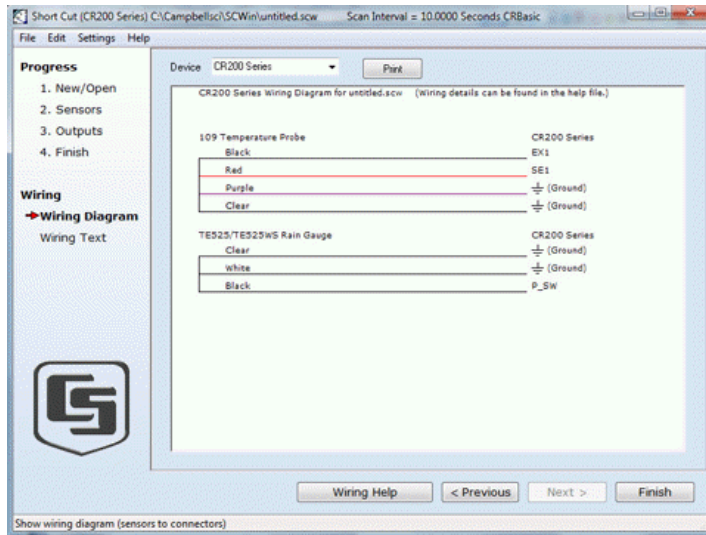 Short Cut (CR200 Series) C:\Campbellsci\SCWin\untitled.scw Scan Interval = 10.0000 Seconds CRBasic
File Edit Settings Help
Progress
1. New/Open
2. Sensors
3. Outputs
4. Finish
Wiring
Wiring Diagram
Wiring Text
Device CR200 Series Print
CR200 Series Wiring Diagram for untitled.scw (Wiring details can be found in the help file.)
109 Temperature Probe CR200 Series
Black EX1
Red SE1
Purple (Ground)
Clear (Ground)
TE525/TE525WS Rain Gauge CR200 Series
Clear (Ground)
White (Ground)
Black P_SW
CS
Wiring Help < Previous Next > Finish
Show wiring diagram (sensors to connectors)